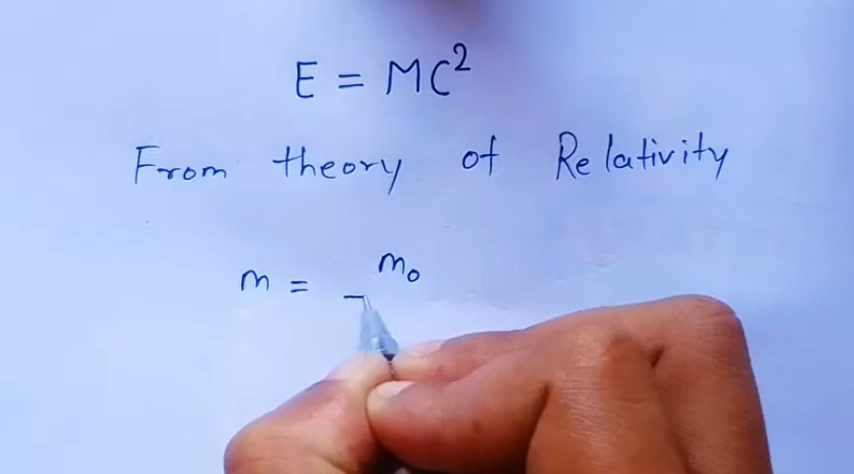 E = MC²
From theory of Relativity
m = m₀